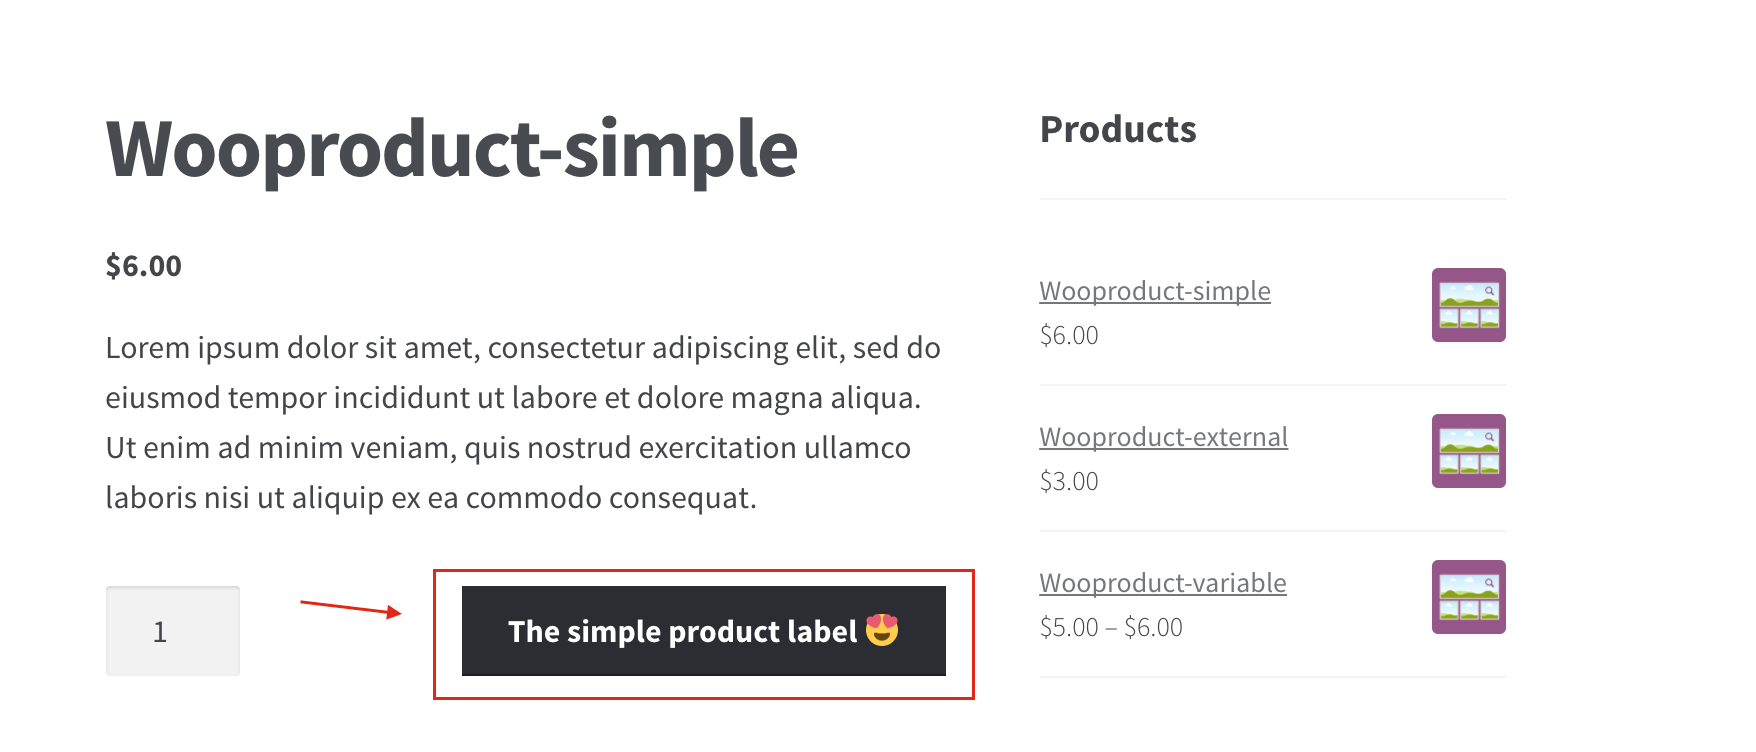 Wooproduct-simple
$6.00
Lorem ipsum dolor sit amet, consectetur adipiscing elit, sed do
eiusmod tempor incididunt ut labore et dolore magna aliqua.
Ut enim ad minim veniam, quis nostrud exercitation ullamco
laboris nisi ut aliquip ex ea commodo consequat.
1
The simple product label 😍
Products
Wooproduct-simple
$6.00
Wooproduct-external
$3.00
Wooproduct-variable
$5.00 – $6.00